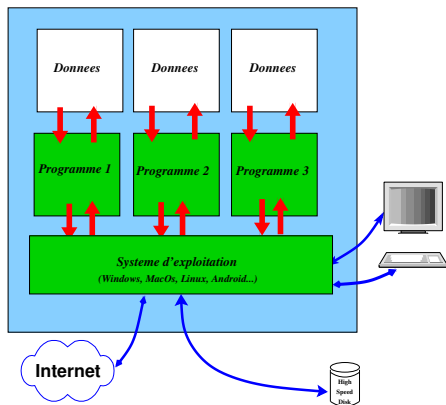 Donnees
Donnees
Donnees
Programme 1
Programme 2
Programme 3
Systeme d'exploitation
(Windows, MacOs, Linux, Android...)
Internet
High
Speed
Disk